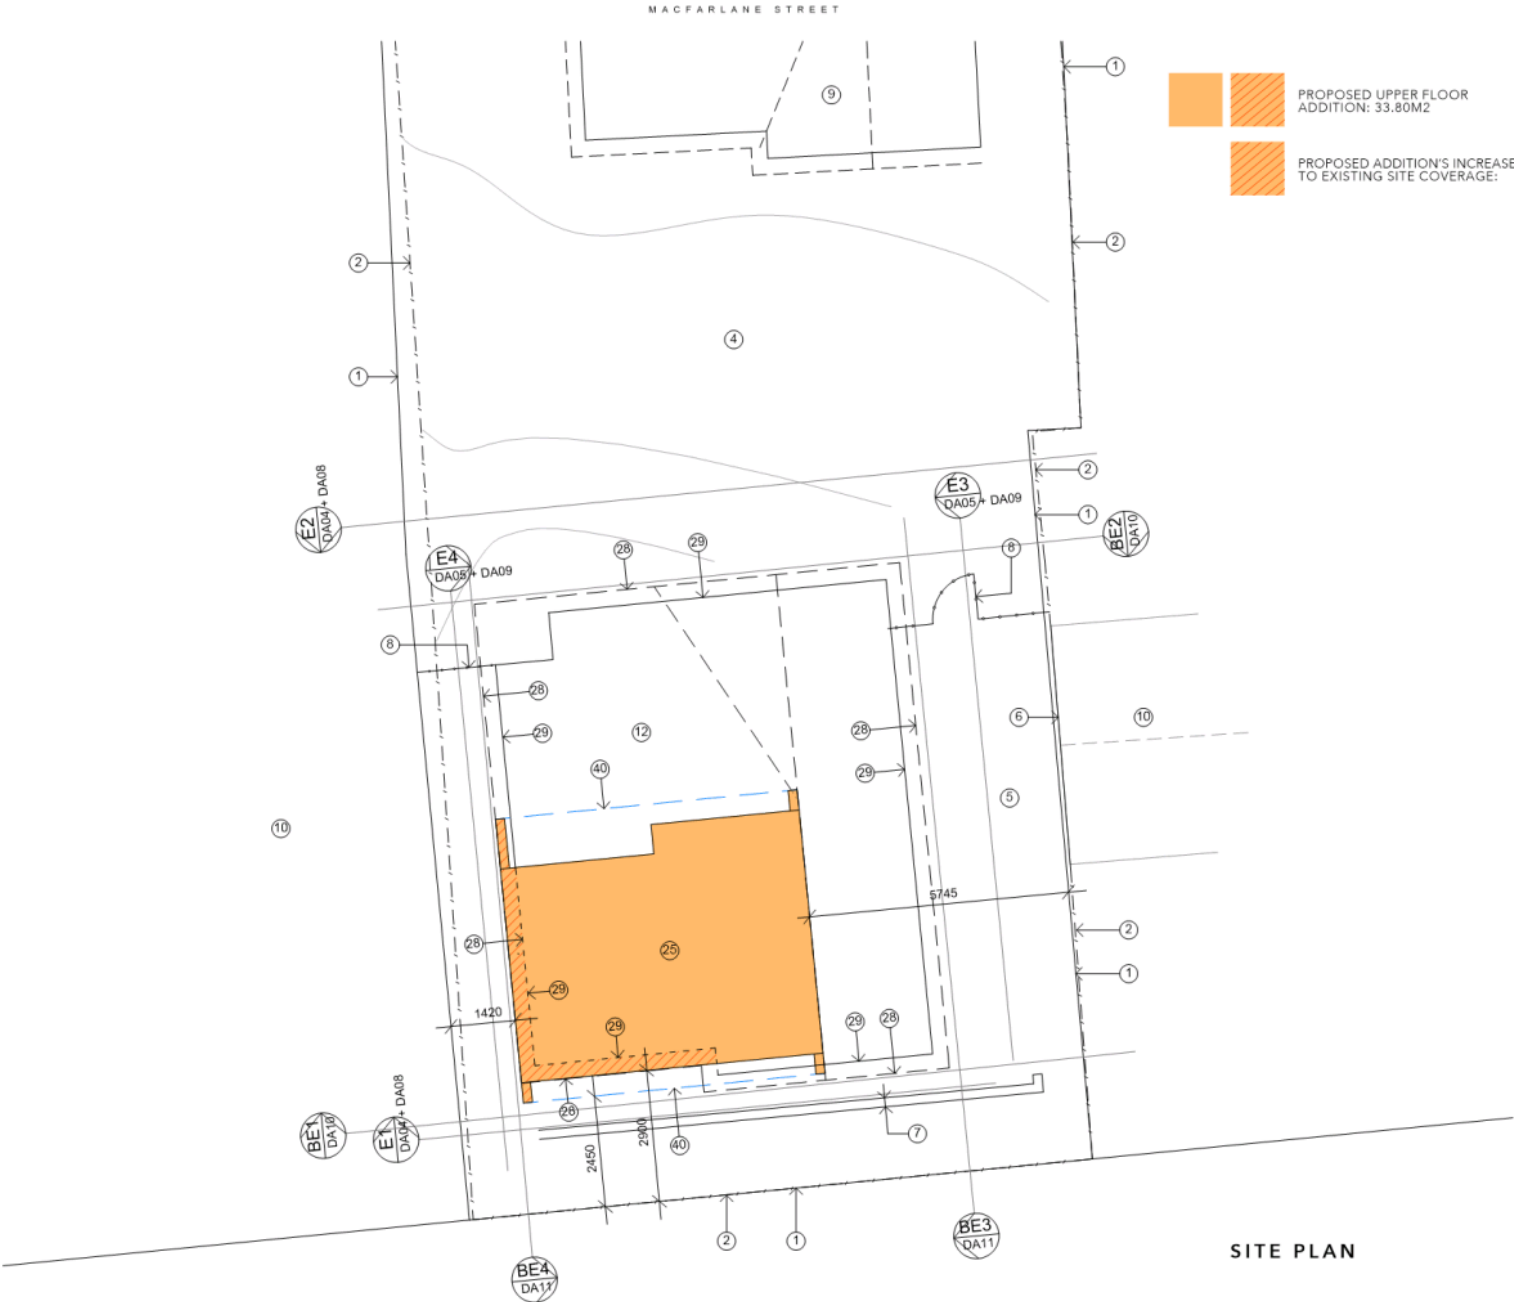 MACFARLANE STREET
1
9
PROPOSED UPPER FLOOR
ADDITION: 33.80M2
PROPOSED ADDITION'S INCREASE
TO EXISTING SITE COVERAGE:
2
2
4
1
E2
DA04 + DA08
2
E3
DA05 + DA09
1
BE2
DA10
E4
DA05 + DA09
28
29
8
8
28
29
12
28
29
6
10
40
5
10
5745
28
25
2
1
29
1420
29
29
28
BE1
DA10
E1
DA04 + DA08
28
2450
2900
40
7
2
1
BE3
DA11
SITE PLAN
BE4
DA11